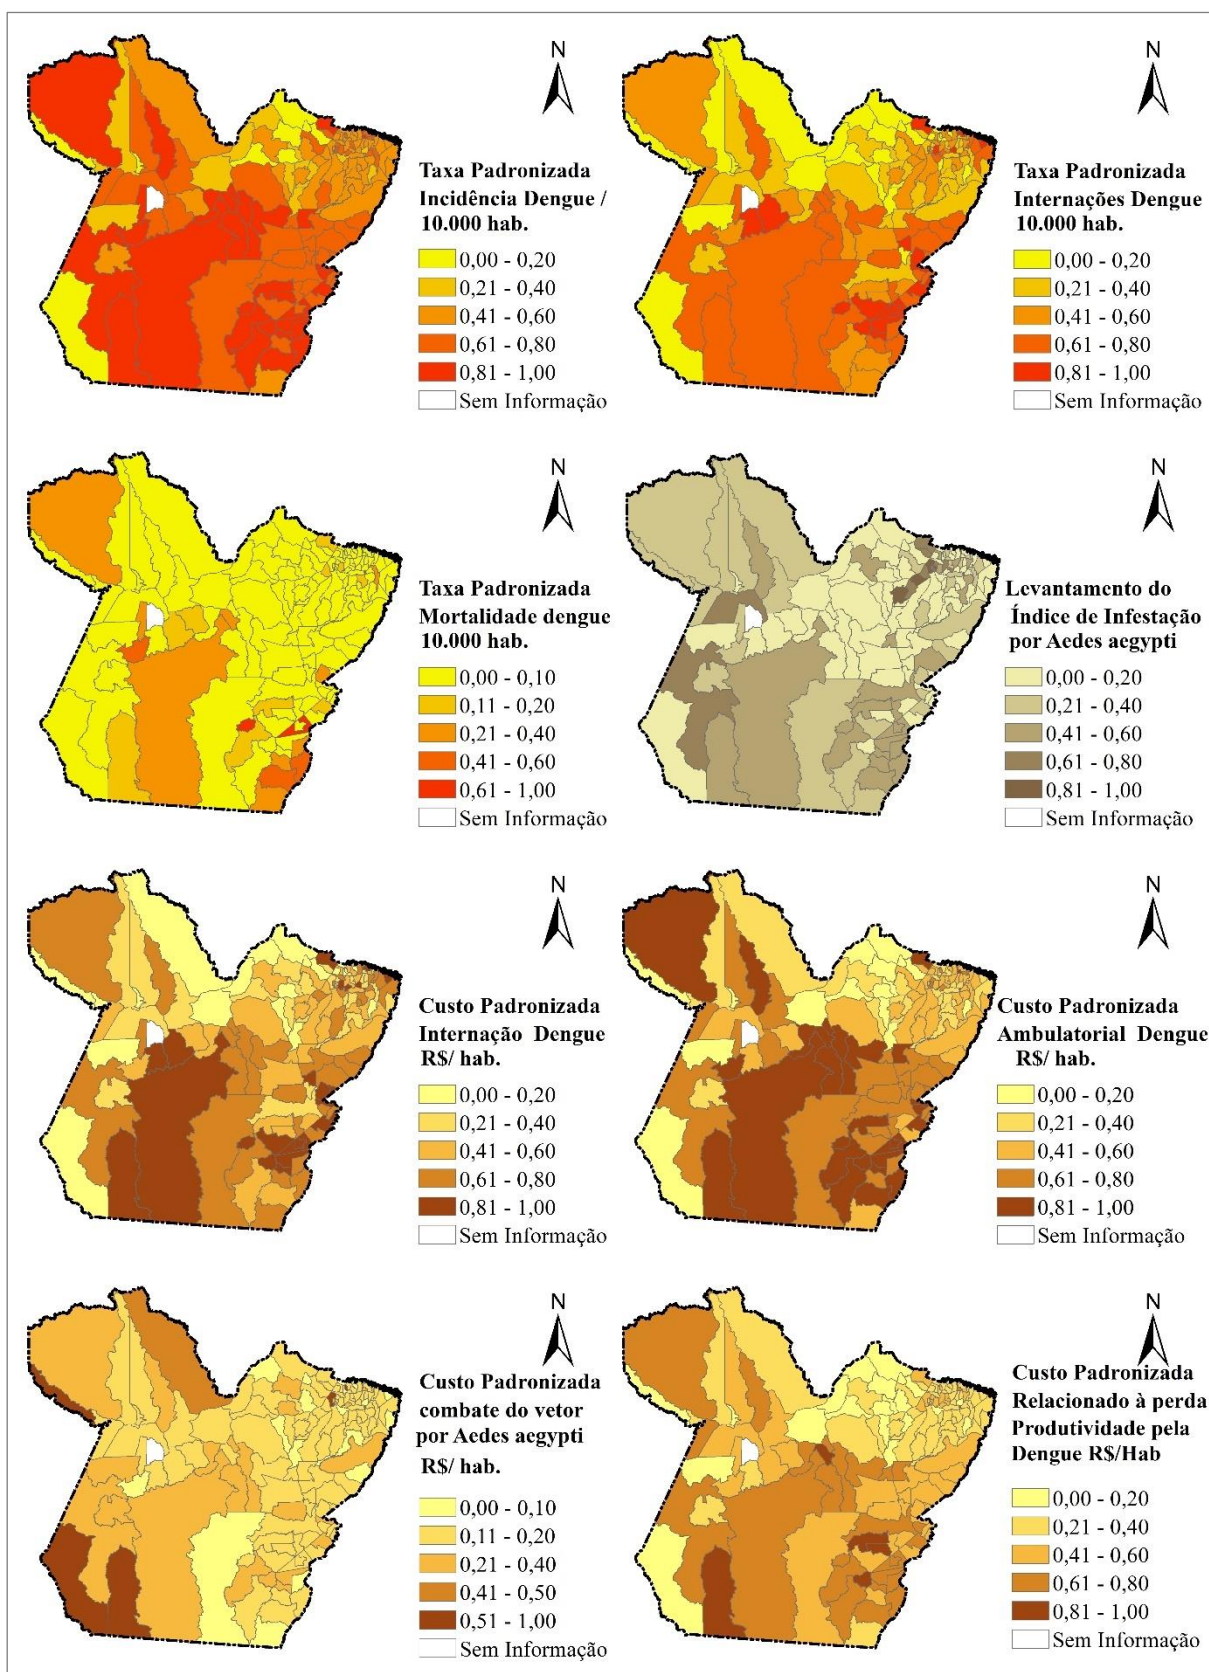 N
Taxa Padronizada
Incidência Dengue /
10.000 hab.
0,00 - 0,20
0,21 - 0,40
0,41 - 0,60
0,61 - 0,80
0,81 - 1,00
Sem Informação
N
Taxa Padronizada
Internações Dengue
10.000 hab.
0,00 - 0,20
0,21 - 0,40
0,41 - 0,60
0,61 - 0,80
0,81 - 1,00
Sem Informação
N
Taxa Padronizada
Mortalidade dengue
10.000 hab.
0,00 - 0,10
0,11 - 0,20
0,21 - 0,40
0,41 - 0,60
0,61 - 1,00
Sem Informação
N
Levantamento do
Índice de Infestação
por Aedes aegypti
0,00 - 0,20
0,21 - 0,40
0,41 - 0,60
0,61 - 0,80
0,81 - 1,00
Sem Informação
N
Custo Padronizada
Internação Dengue
R$/ hab.
0,00 - 0,20
0,21 - 0,40
0,41 - 0,60
0,61 - 0,80
0,81 - 1,00
Sem Informação
N
Custo Padronizada
Ambulatorial Dengue
R$/ hab.
0,00 - 0,20
0,21 - 0,40
0,41 - 0,60
0,61 - 0,80
0,81 - 1,00
Sem Informação
N
Custo Padronizada
combate do vetor
por Aedes aegypti
R$/ hab.
0,00 - 0,10
0,11 - 0,20
0,21 - 0,40
0,41 - 0,50
0,51 - 1,00
Sem Informação
N
Custo Padronizada
Relacionado à perda
Produtividade pela
Dengue R$/Hab
0,00 - 0,20
0,21 - 0,40
0,41 - 0,60
0,61 - 0,80
0,81 - 1,00
Sem Informação